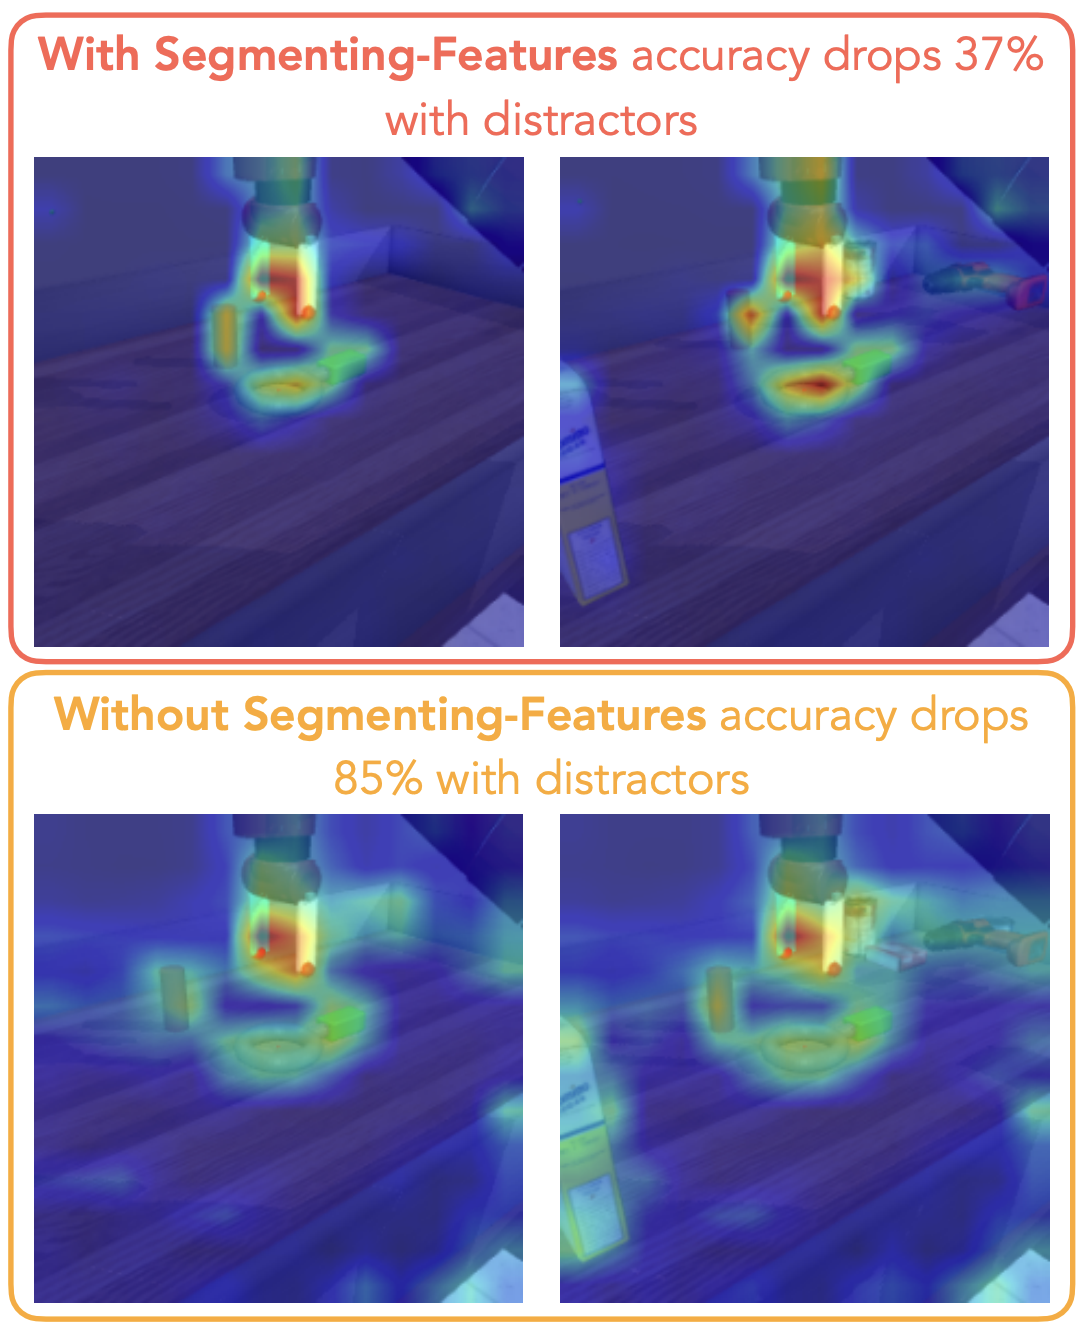 With Segmenting-Features accuracy drops 37%
with distractors
Without Segmenting-Features accuracy drops
85% with distractors